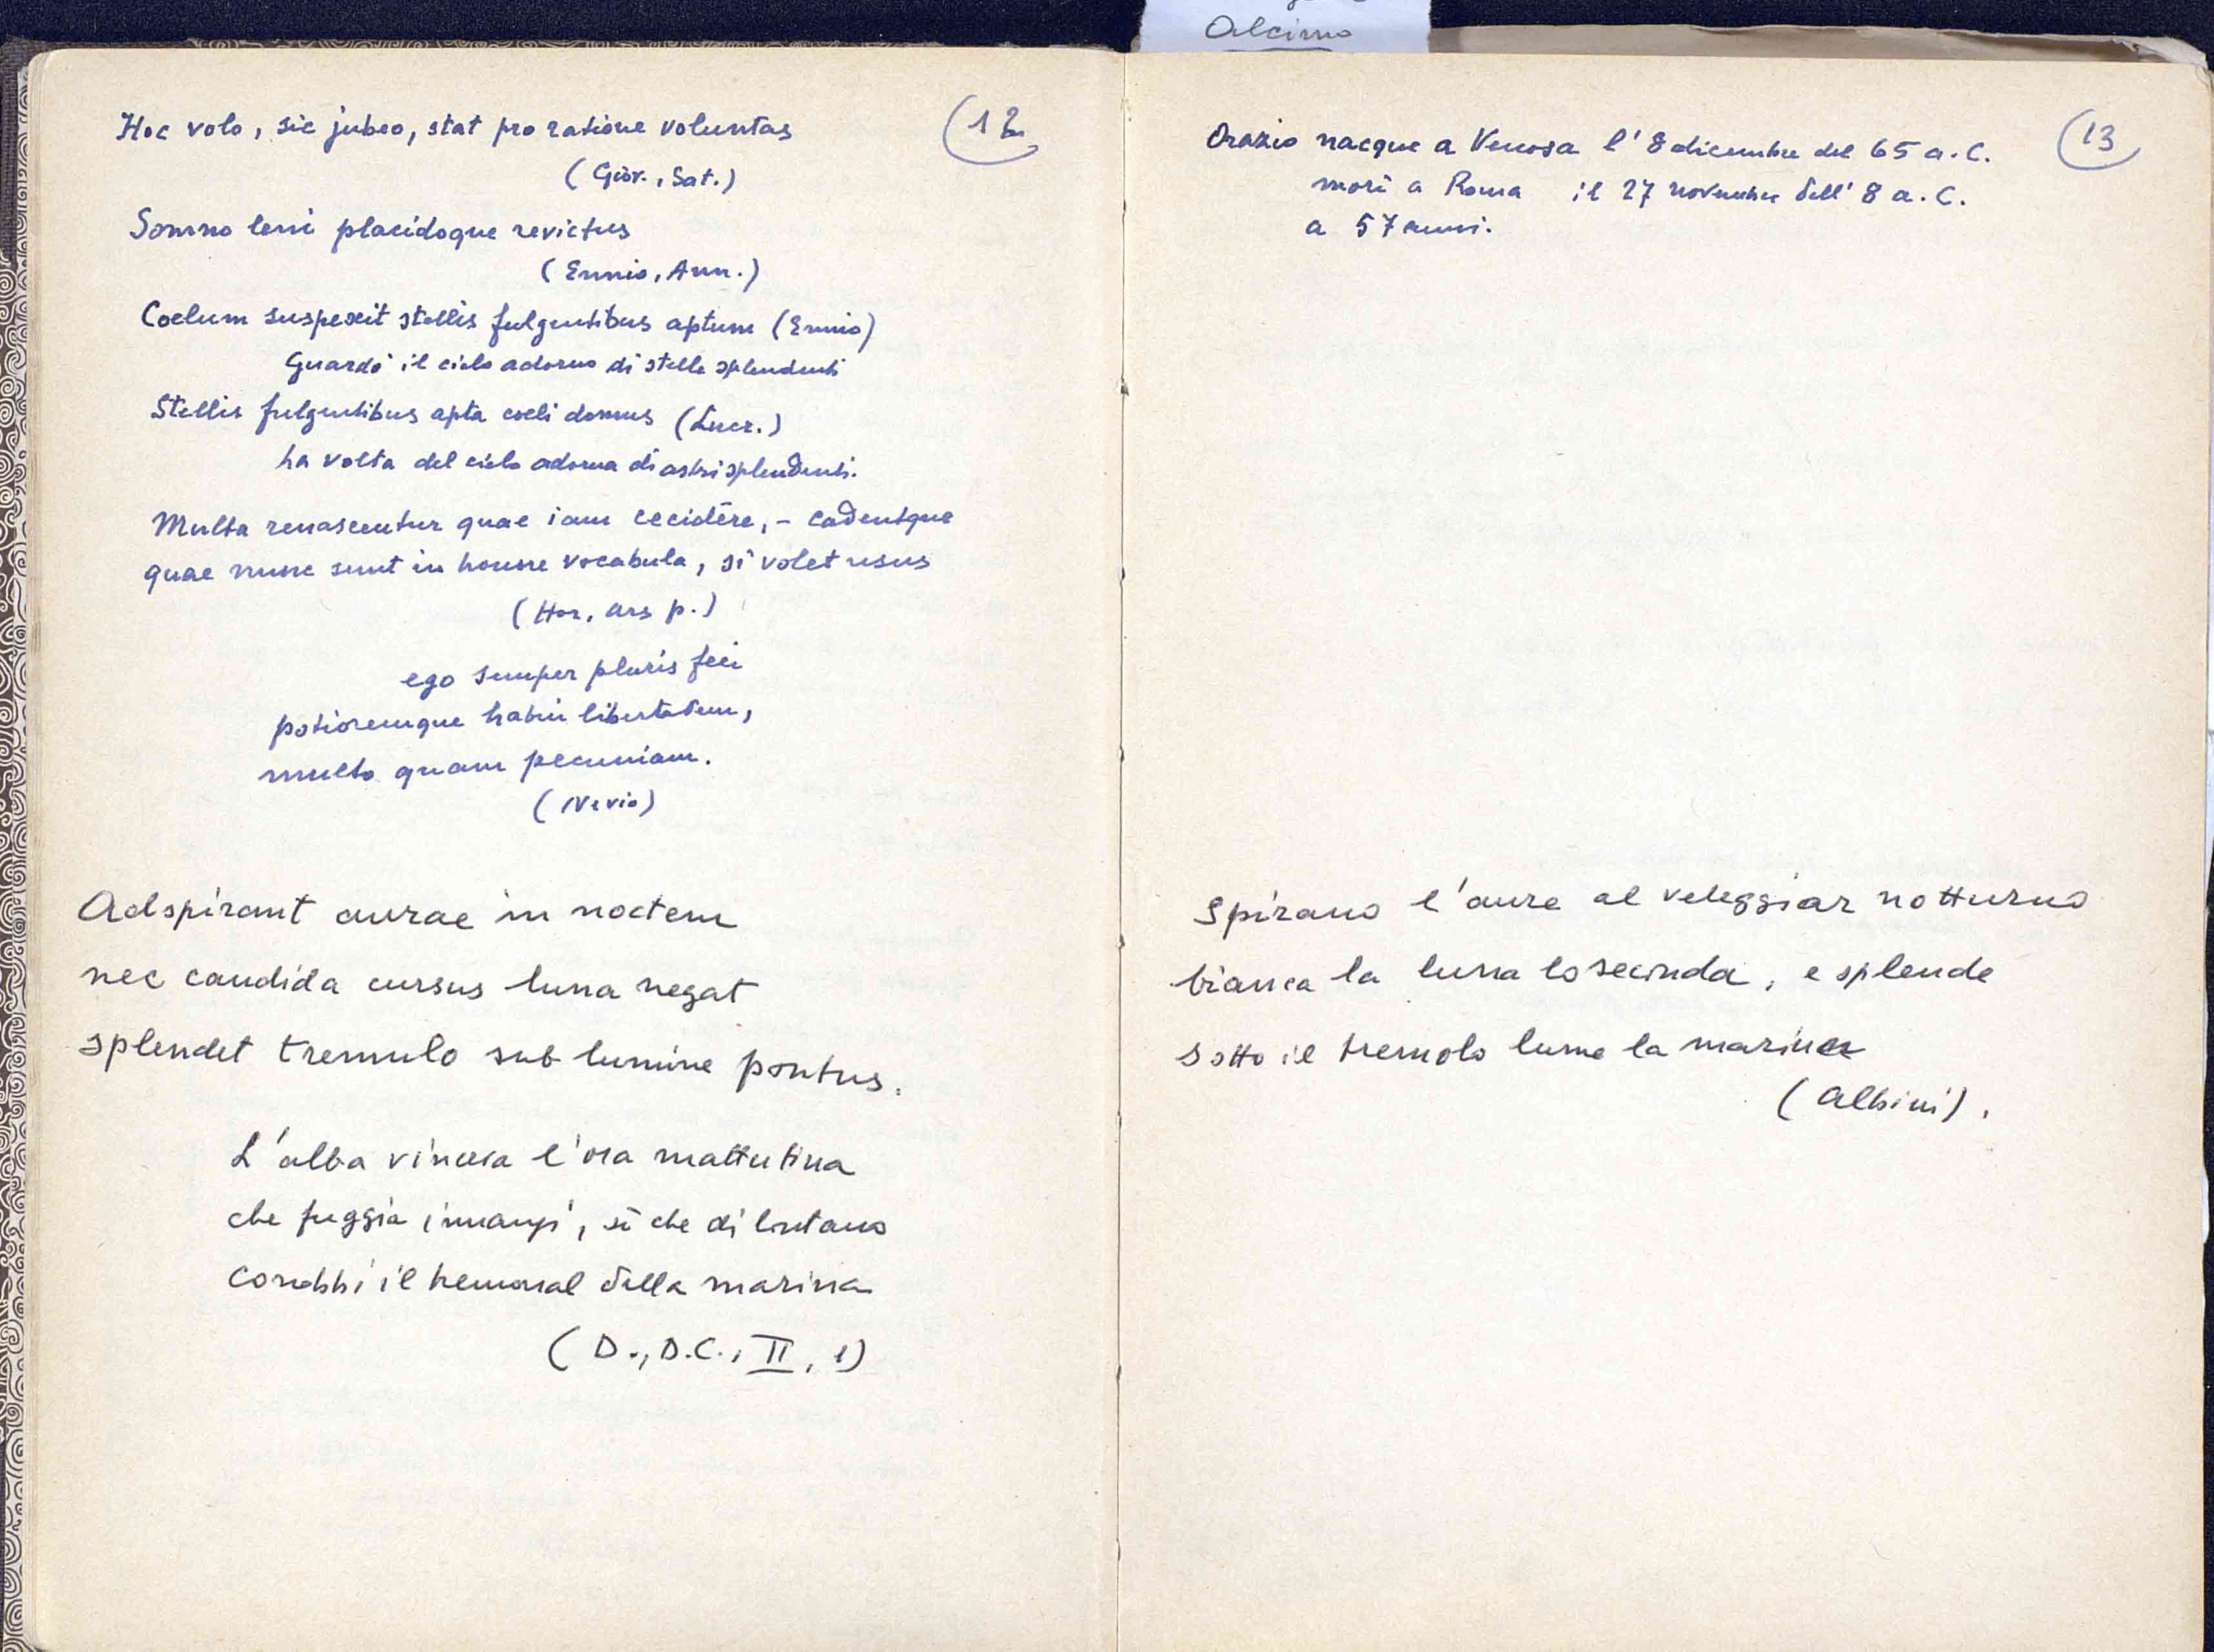 Alcimo
12
Hoc volo, sic jubeo, stat pro ratione voluntas
(Giov., Sat.)
Somno leni placidoque revictus
(Ennio, Ann.)
Coelum suspexit stellis fulgentibus aptum (Ennio)
Guardò il cielo adorno di stelle splendenti
Stellis fulgentibus apta coeli domus (Lucr.)
La volta del cielo adorna di astri splendenti.
Multa renascentur quae iam cecidēre, - cadentque
quae nunc sunt in honore vocabula, si volet usus
(Hor, ars p.)
ego semper pluris feci
potioremque habui libertatem,
multo quam pecuniam.
(Nevio)
Adspirant aurae in noctem
nec candida cursus luna negat
splendet tremulo sub lumine pontus.
L'alba vinceva l'ora mattutina
che fuggia innanzi, sì che di lontano
conobbi il tremolar della marina
(D., D.C., II, 1)
13
Orazio nacque a Venosa l'8 dicembre del 65 a.C.
morì a Roma il 27 novembre dell'8 a.C.
a 57 anni.
Spirano l'aure al veleggiar notturno
bianca la luna lo seconda, e splende
sotto il tremolo lume la marina
(Albini).